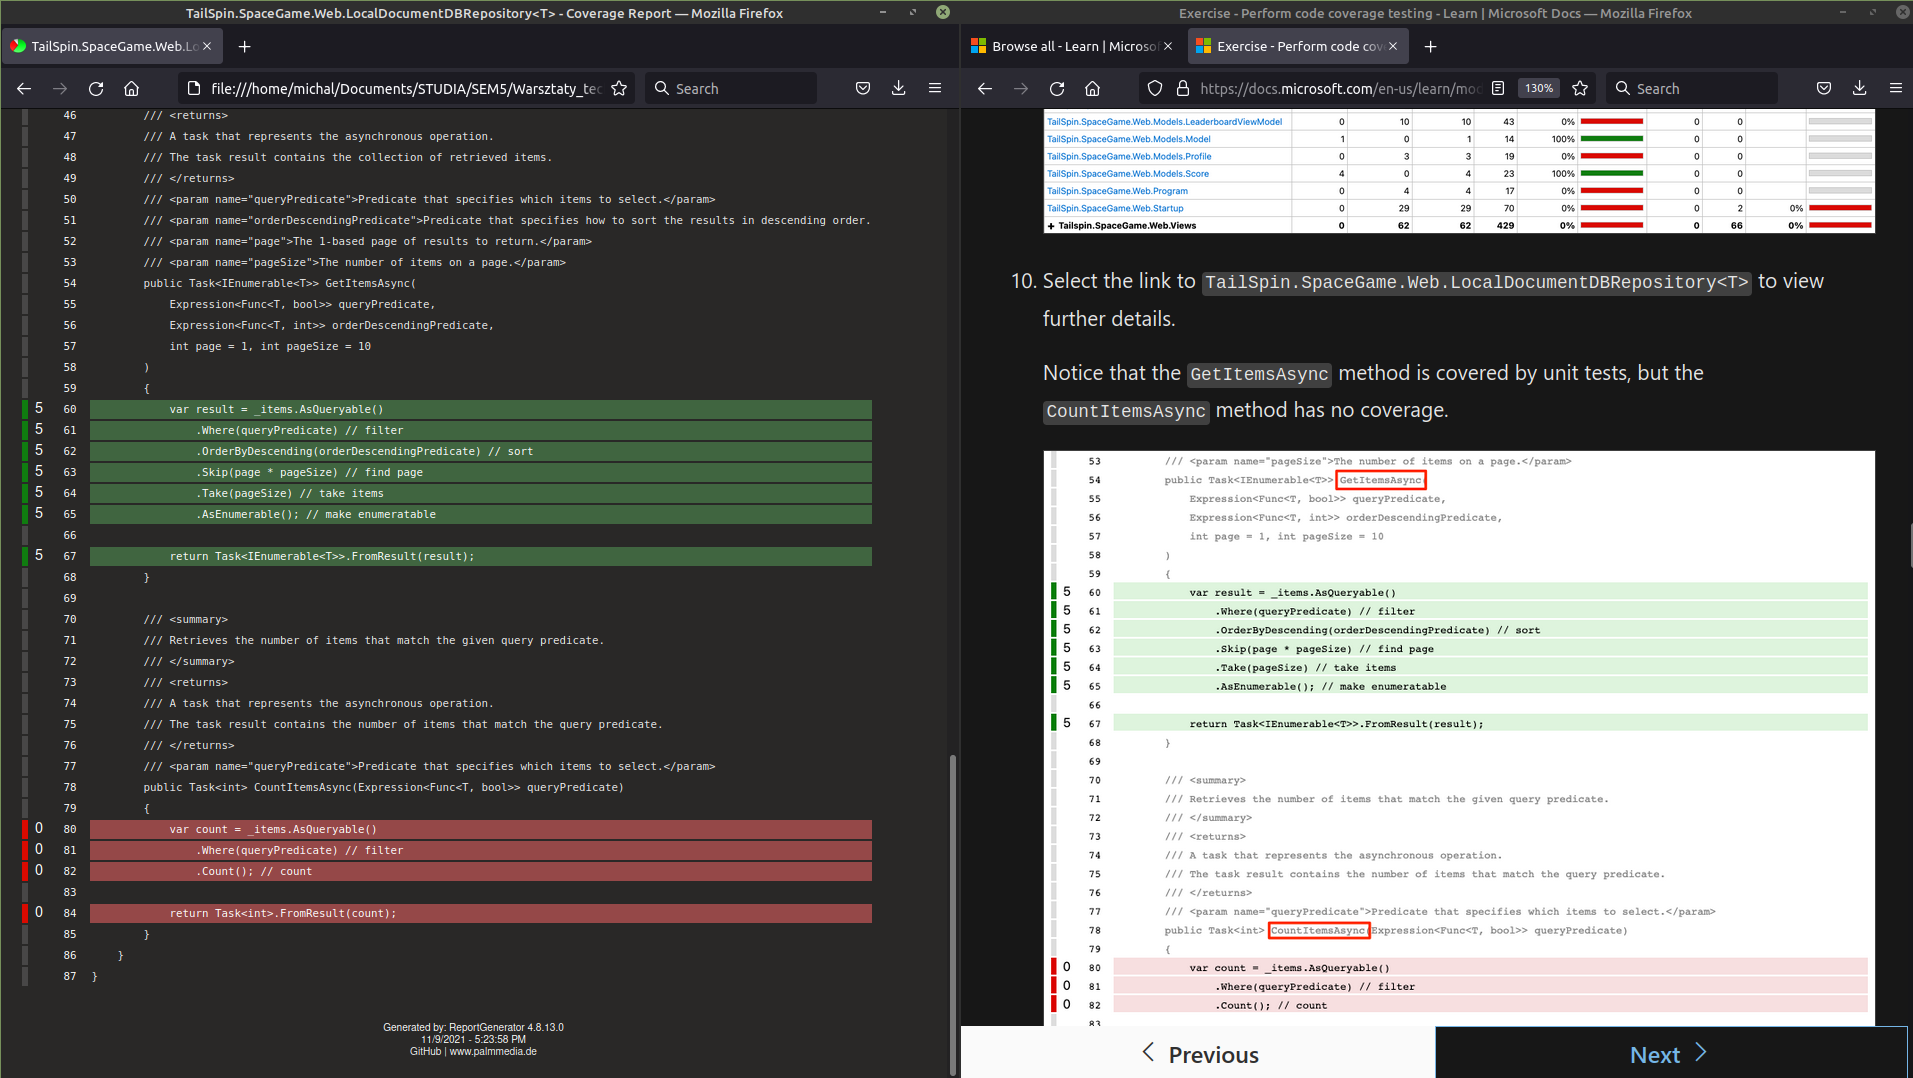 TailSpin.SpaceGame.Web.LocalDocumentDBRepository<T> - Coverage Report — Mozilla Firefox
TailSpin.SpaceGame.Web.Lo
file:///home/michal/Documents/STUDIA/SEM5/Warsztaty_tec
Search
46 /// <returns>
47 /// A task that represents the asynchronous operation.
48 /// The task result contains the collection of retrieved items.
49 /// </returns>
50 /// <param name="queryPredicate">Predicate that specifies which items to select.</param>
51 /// <param name="orderDescendingPredicate">Predicate that specifies how to sort the results in descending order.
52 /// <param name="page">The 1-based page of results to return.</param>
53 /// <param name="pageSize">The number of items on a page.</param>
54 public Task<IEnumerable<T>> GetItemsAsync(
55 Expression<Func<T, bool>> queryPredicate,
56 Expression<Func<T, int>> orderDescendingPredicate,
57 int page = 1, int pageSize = 10
58 )
59 {
5 60 var result = _items.AsQueryable()
5 61 .Where(queryPredicate) // filter
5 62 .OrderByDescending(orderDescendingPredicate) // sort
5 63 .Skip(page * pageSize) // find page
5 64 .Take(pageSize) // take items
5 65 .AsEnumerable(); // make enumeratable
66
5 67 return Task<IEnumerable<T>>.FromResult(result);
68 }
69
70 /// <summary>
71 /// Retrieves the number of items that match the given query predicate.
72 /// </summary>
73 /// <returns>
74 /// A task that represents the asynchronous operation.
75 /// The task result contains the number of items that match the query predicate.
76 /// </returns>
77 /// <param name="queryPredicate">Predicate that specifies which items to select.</param>
78 public Task<int> CountItemsAsync(Expression<Func<T, bool>> queryPredicate)
79 {
0 80 var count = _items.AsQueryable()
0 81 .Where(queryPredicate) // filter
0 82 .Count(); // count
83
0 84 return Task<int>.FromResult(count);
85 }
86 }
87 }
Generated by: ReportGenerator 4.8.13.0
11/9/2021 - 5:23:58 PM
GitHub | www.palmmedia.de
Exercise - Perform code coverage testing - Learn | Microsoft Docs — Mozilla Firefox
Browse all - Learn | Microsof
Exercise - Perform code cov
https://docs.microsoft.com/en-us/learn/mod
130%
Search
TailSpin.SpaceGame.Web.Models.LeaderboardViewModel 0 10 10 43 0% 0 0
TailSpin.SpaceGame.Web.Models.Model 1 0 1 14 100% 0 0
TailSpin.SpaceGame.Web.Models.Profile 0 3 3 19 0% 0 0
TailSpin.SpaceGame.Web.Models.Score 4 0 4 23 100% 0 0
TailSpin.SpaceGame.Web.Program 0 4 4 17 0% 0 0
TailSpin.SpaceGame.Web.Startup 0 29 29 70 0% 0 2 0%
+ Tailspin.SpaceGame.Web.Views 0 62 62 429 0% 0 66 0%
10. Select the link to TailSpin.SpaceGame.Web.LocalDocumentDBRepository<T> to view
further details.
Notice that the GetItemsAsync method is covered by unit tests, but the
CountItemsAsync method has no coverage.
53 /// <param name="pageSize">The number of items on a page.</param>
54 public Task<IEnumerable<T>> GetItemsAsync(
55 Expression<Func<T, bool>> queryPredicate,
56 Expression<Func<T, int>> orderDescendingPredicate,
57 int page = 1, int pageSize = 10
58 )
59 {
5 60 var result = _items.AsQueryable()
5 61 .Where(queryPredicate) // filter
5 62 .OrderByDescending(orderDescendingPredicate) // sort
5 63 .Skip(page * pageSize) // find page
5 64 .Take(pageSize) // take items
5 65 .AsEnumerable(); // make enumeratable
66
5 67 return Task<IEnumerable<T>>.FromResult(result);
68 }
69
70 /// <summary>
71 /// Retrieves the number of items that match the given query predicate.
72 /// </summary>
73 /// <returns>
74 /// A task that represents the asynchronous operation.
75 /// The task result contains the number of items that match the query predicate.
76 /// </returns>
77 /// <param name="queryPredicate">Predicate that specifies which items to select.</param>
78 public Task<int> CountItemsAsync(Expression<Func<T, bool>> queryPredicate)
79 {
0 80 var count = _items.AsQueryable()
0 81 .Where(queryPredicate) // filter
0 82 .Count(); // count
83
Previous
Next